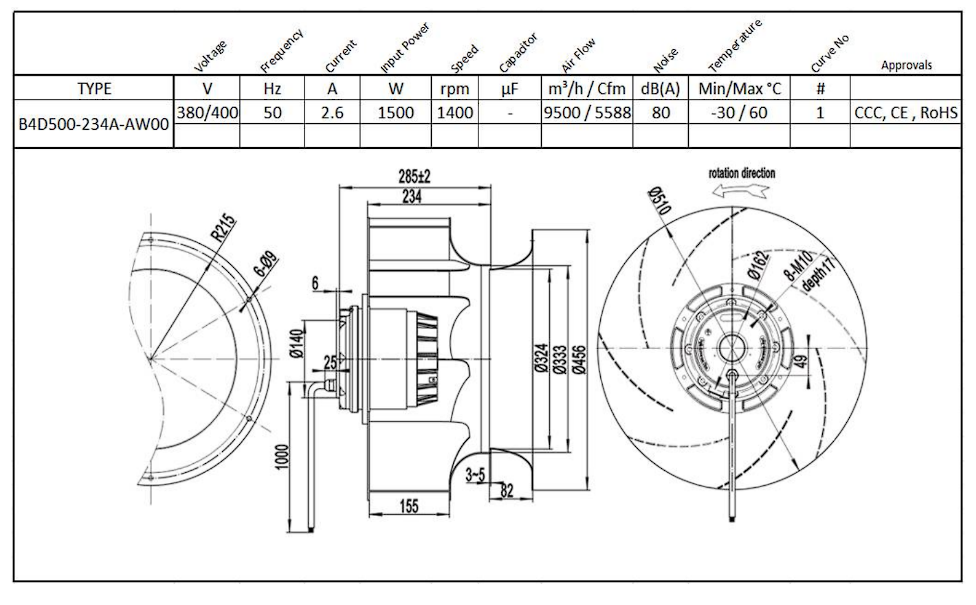 Voltage Frequency Current Input Power Speed Capacitor Air Flow Noise Temperature Curve No Approvals
TYPE V Hz A W rpm µF m³/h / Cfm dB(A) Min/Max °C #
B4D500-234A-AW00 380/400 50 2.6 1500 1400 - 9500 / 5588 80 -30 / 60 1 CCC, CE , RoHS
285±2
234
rotation direction
R215
6-Ø9
6
Ø140
25
1000
155
3~5
82
Ø324
Ø333
Ø456
Ø510
Ø162
8-M10
depth 17
49